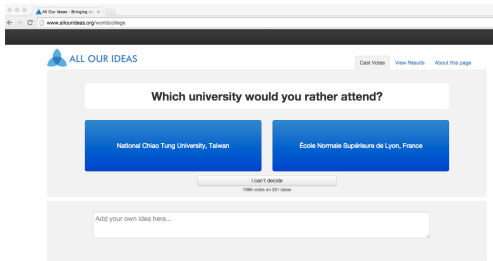 All Our Ideas - Bringing su
www.allourideas.org/worldcollege
ALL OUR IDEAS
Cast Votes View Results About this page
Which university would you rather attend?
National Chiao Tung University, Taiwan
École Normale Supérieure de Lyon, France
I can't decide
7886 votes on 261 ideas
Add your own idea here...